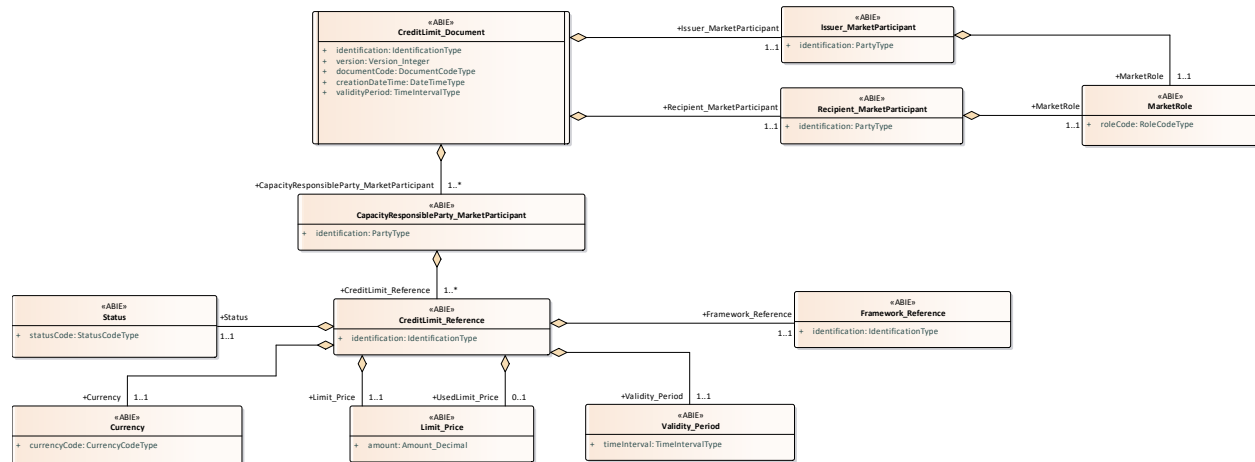 «ABIE»
CreditLimit_Document
+ identification: IdentificationType
+ version: Version_Integer
+ documentCode: DocumentCodeType
+ creationDateTime: DateTimeType
+ validityPeriod: TimeIntervalType
+Issuer_MarketParticipant
1..1
«ABIE»
Issuer_MarketParticipant
+ identification: PartyType
+MarketRole
1..1
+Recipient_MarketParticipant
1..1
«ABIE»
Recipient_MarketParticipant
+ identification: PartyType
+MarketRole
1..1
«ABIE»
MarketRole
+ roleCode: RoleCodeType
+CapacityResponsibleParty_MarketParticipant
1..*
«ABIE»
CapacityResponsibleParty_MarketParticipant
+ identification: PartyType
+CreditLimit_Reference
1..*
«ABIE»
Status
+ statusCode: StatusCodeType
+Status
1..1
«ABIE»
CreditLimit_Reference
+ identification: IdentificationType
+Framework_Reference
1..1
«ABIE»
Framework_Reference
+ identification: IdentificationType
+Currency
1..1
+Limit_Price
1..1
+UsedLimit_Price
0..1
+Validity_Period
1..1
«ABIE»
Currency
+ currencyCode: CurrencyCodeType
«ABIE»
Limit_Price
+ amount: Amount_Decimal
«ABIE»
Validity_Period
+ timeInterval: TimeIntervalType